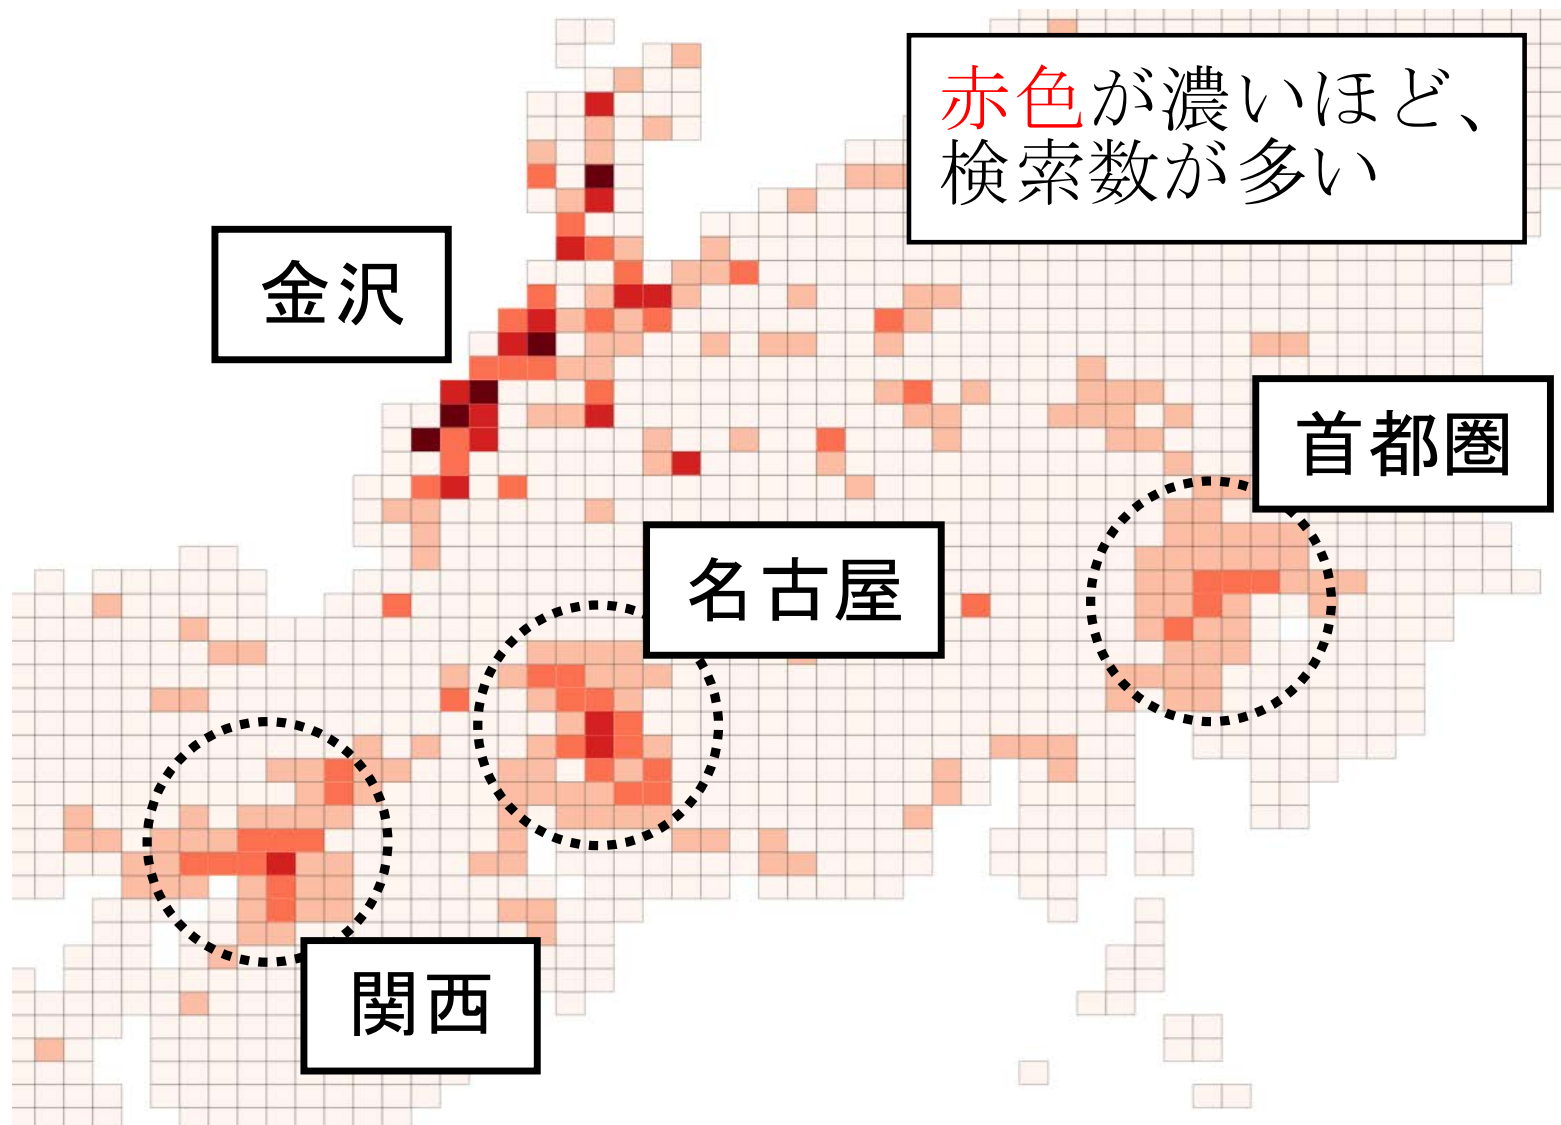 赤色が濃いほど、
検索数が多い
金沢
首都圏
名古屋
関西